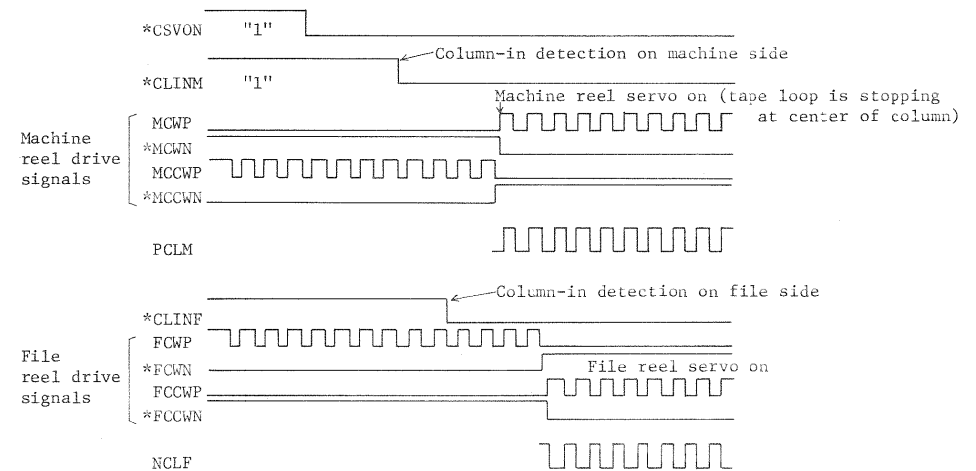 *CSVON "1"
Column-in detection on machine side
*CLINM "1"
Machine reel servo on (tape loop is stopping
at center of column)
Machine
reel drive
signals
MCWP
*MCWN
MCCWP
*MCCWN
PCLM
Column-in detection on file side
*CLINF
File
reel drive
signals
FCWP
*FCWN
File reel servo on
FCCWP
*FCCWN
NCLF